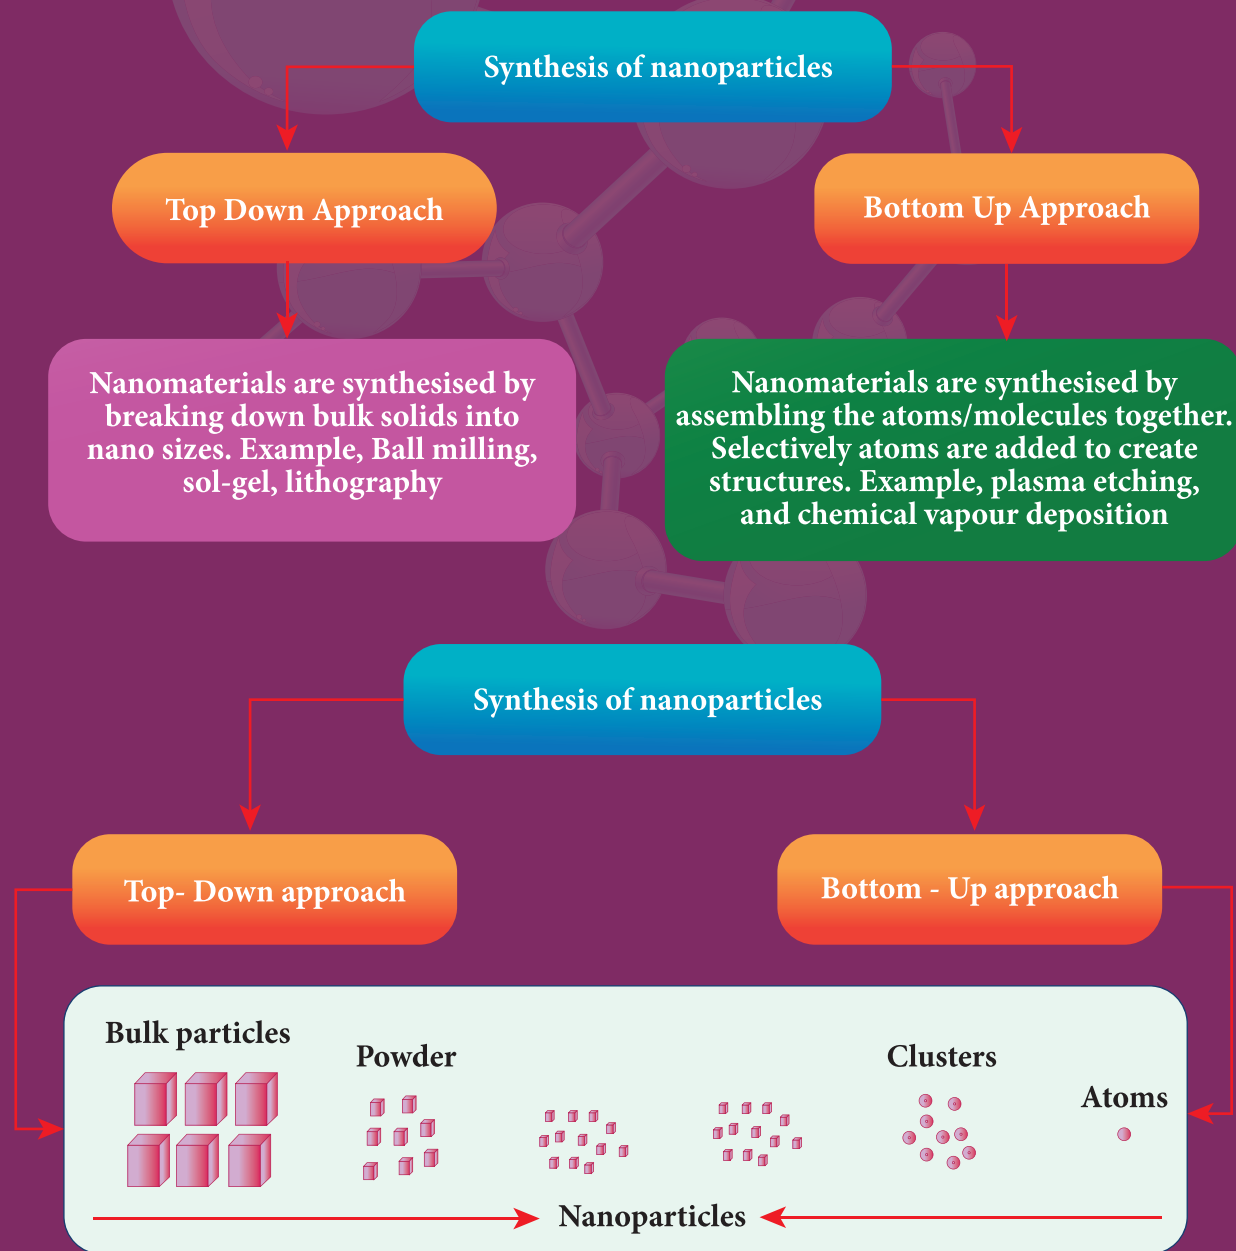 Synthesis of nanoparticles
Top Down Approach
Bottom Up Approach
Nanomaterials are synthesised by
breaking down bulk solids into
nano sizes. Example, Ball milling,
sol-gel, lithography
Nanomaterials are synthesised by
assembling the atoms/molecules together.
Selectively atoms are added to create
structures. Example, plasma etching,
and chemical vapour deposition
Synthesis of nanoparticles
Top- Down approach
Bottom - Up approach
Bulk particles
Powder
Clusters
Atoms
Nanoparticles